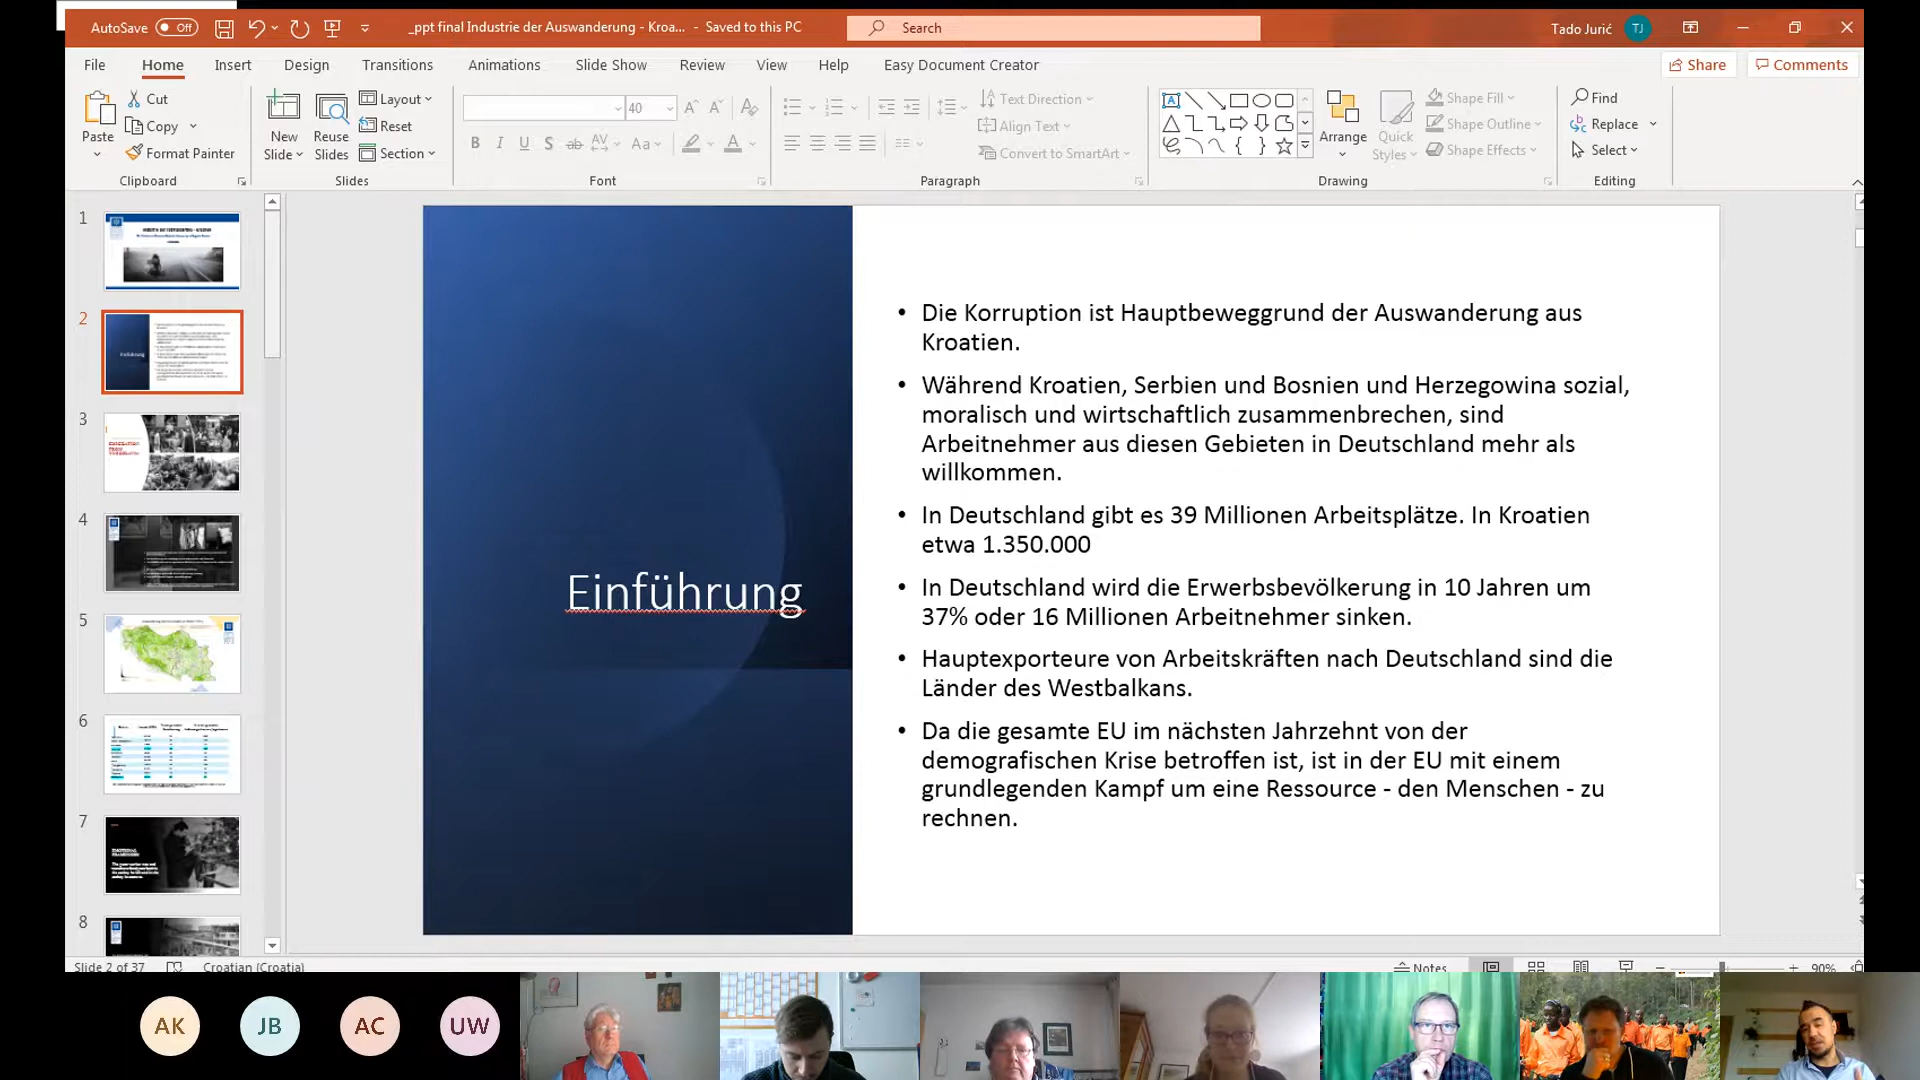 AutoSave Off
_ppt final Industrie der Auswanderung - Kroa... - Saved to this PC
Search
Tado Jurić TJ
File Home Insert Design Transitions Animations Slide Show Review View Help Easy Document Creator
Share Comments
Paste
Cut
Copy
Format Painter
Clipboard
New
Slide
Reuse
Slides
Layout
Reset
Section
Slides
40
B I U S ab AV Aa A
Font
Text Direction
Align Text
Convert to SmartArt
Paragraph
Arrange
Quick
Styles
Shape Fill
Shape Outline
Shape Effects
Drawing
Find
Replace
Select
Editing
1
2
3
4
5
6
7
8
Einführung
• Die Korruption ist Hauptbeweggrund der Auswanderung aus
Kroatien.
• Während Kroatien, Serbien und Bosnien und Herzegowina sozial,
moralisch und wirtschaftlich zusammenbrechen, sind
Arbeitnehmer aus diesen Gebieten in Deutschland mehr als
willkommen.
• In Deutschland gibt es 39 Millionen Arbeitsplätze. In Kroatien
etwa 1.350.000
• In Deutschland wird die Erwerbsbevölkerung in 10 Jahren um
37% oder 16 Millionen Arbeitnehmer sinken.
• Hauptexporteure von Arbeitskräften nach Deutschland sind die
Länder des Westbalkans.
• Da die gesamte EU im nächsten Jahrzehnt von der
demografischen Krise betroffen ist, ist in der EU mit einem
grundlegenden Kampf um eine Ressource - den Menschen - zu
rechnen.
Slide 2 of 37 Croatian (Croatia) Notes 90%
AK JB AC UW